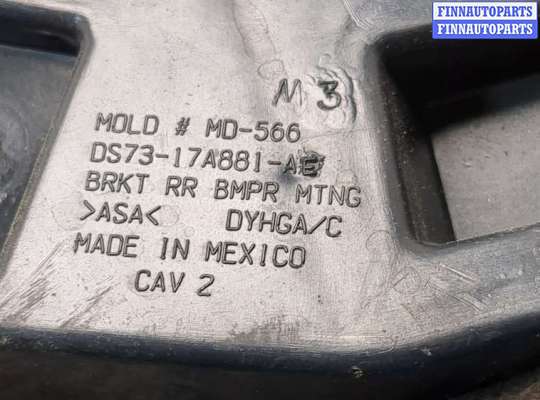 FINNAUTOPARTS
FINNAUTOPARTS
M 3
MOLD # MD-566
DS73-17A881-AE
BRKT RR BMPR MTNG
>ASA< DYHGA/C
MADE IN MEXICO
CAV 2